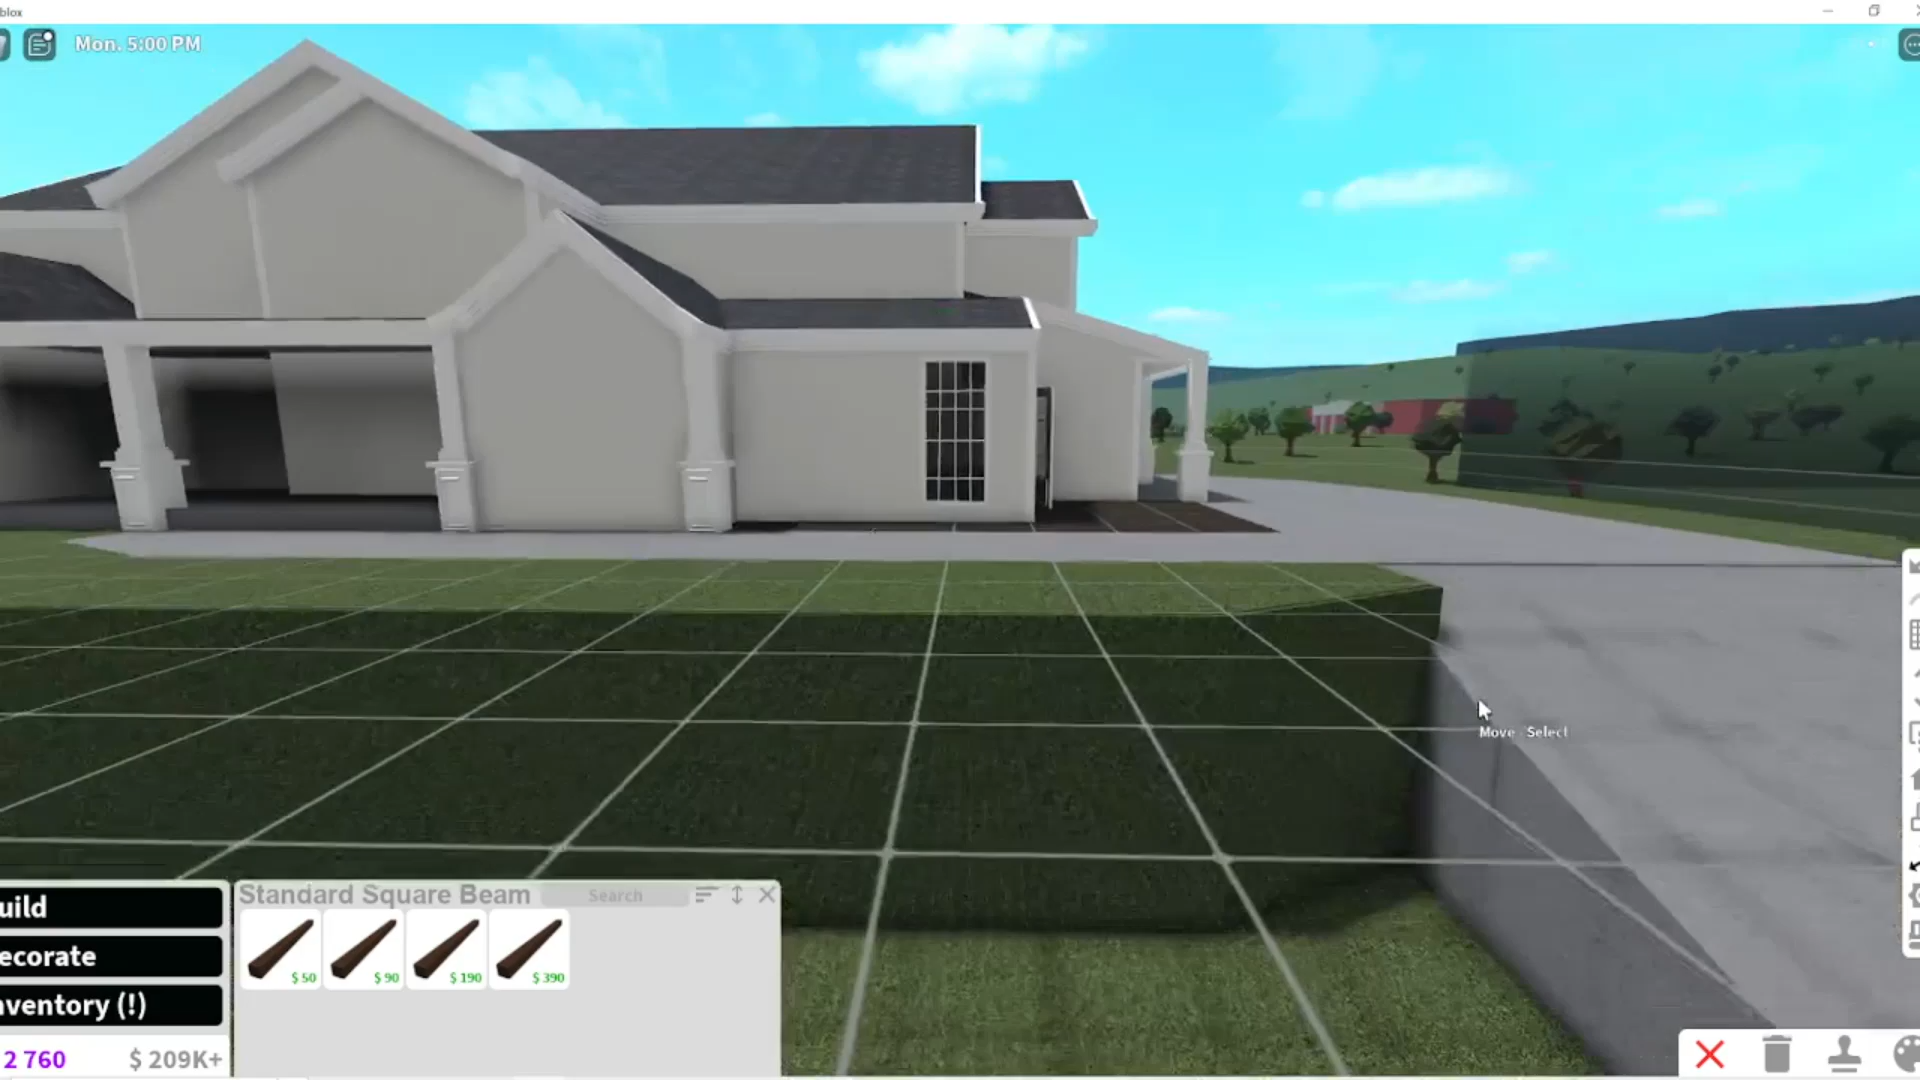 blox
Mon. 5:00 PM
Move Select
uild
ecorate
nventory (!)
2 760
$ 209K+
Standard Square Beam
Search
$ 50
$ 90
$ 190
$ 390